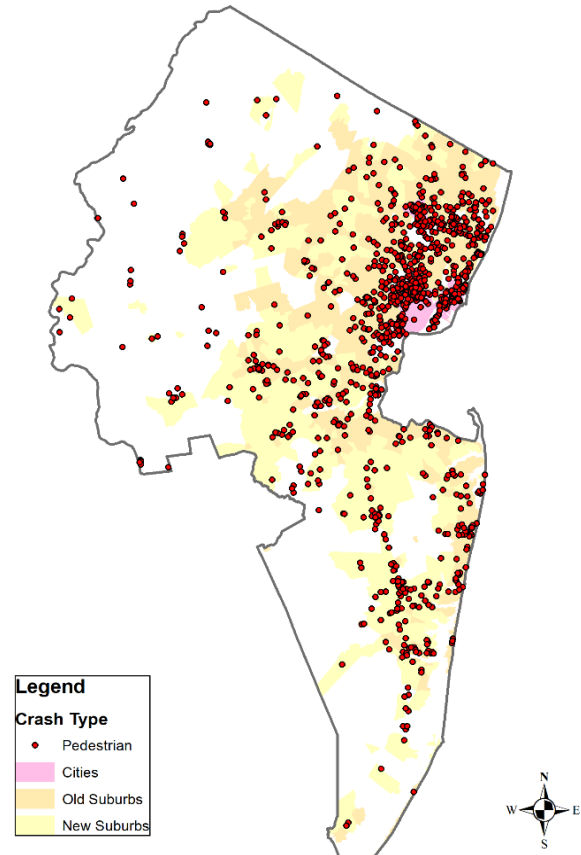 Legend
Crash Type
Pedestrian
Cities
Old Suburbs
New Suburbs
N
W E
S